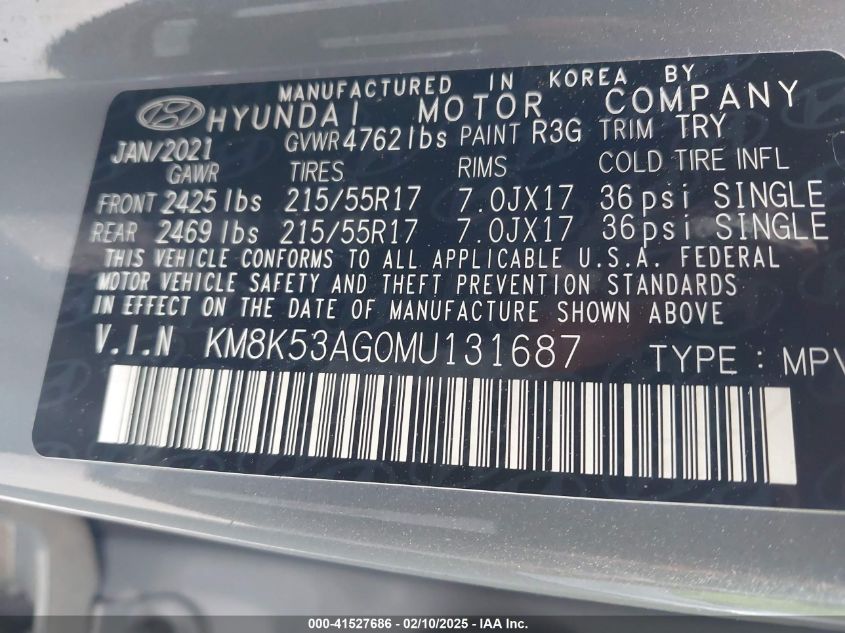 MANUFACTURED IN KOREA BY
HYUNDAI MOTOR COMPANY
JAN/2021 GVWR 4762 lbs PAINT R3G TRIM TRY
GAWR TIRES RIMS COLD TIRE INFL
FRONT 2425 lbs 215/55R17 7.0JX17 36psi SINGLE
REAR 2469 lbs 215/55R17 7.0JX17 36psi SINGLE
THIS VEHICLE CONFORMS TO ALL APPLICABLE U.S.A. FEDERAL
MOTOR VEHICLE SAFETY AND THEFT PREVENTION STANDARDS
IN EFFECT ON THE DATE OF MANUFACTURE SHOWN ABOVE
V.I.N KM8K53AG0MU131687 TYPE : MPV
000-41527686 - 02/10/2025 - IAA Inc.